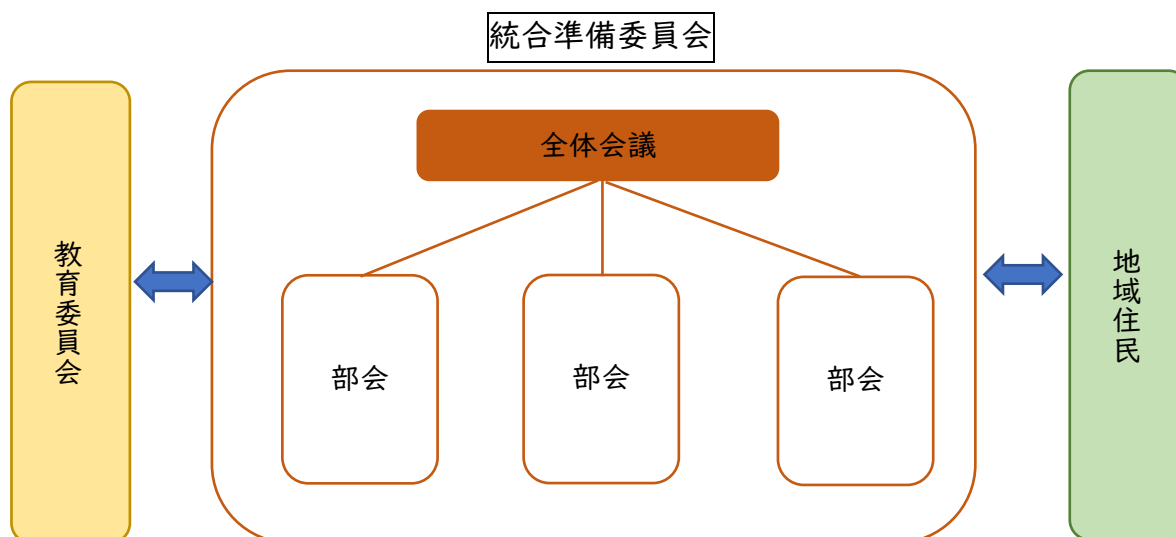 統合準備委員会
全体会議
教育委員会
部会
部会
部会
地域住民